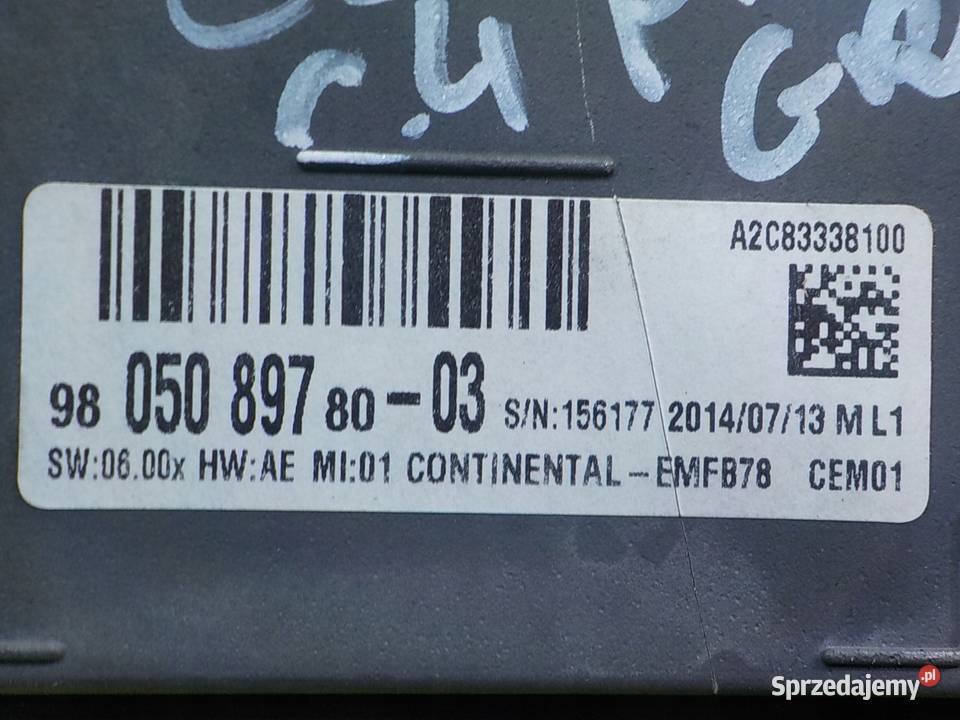 C.4
A2C83338100
98 050 897 80-03 S/N:156177 2014/07/13 M L1
SW:06.00x HW:AE MI:01 CONTINENTAL-EMFB78 CEM01
Sprzedajemy.pl